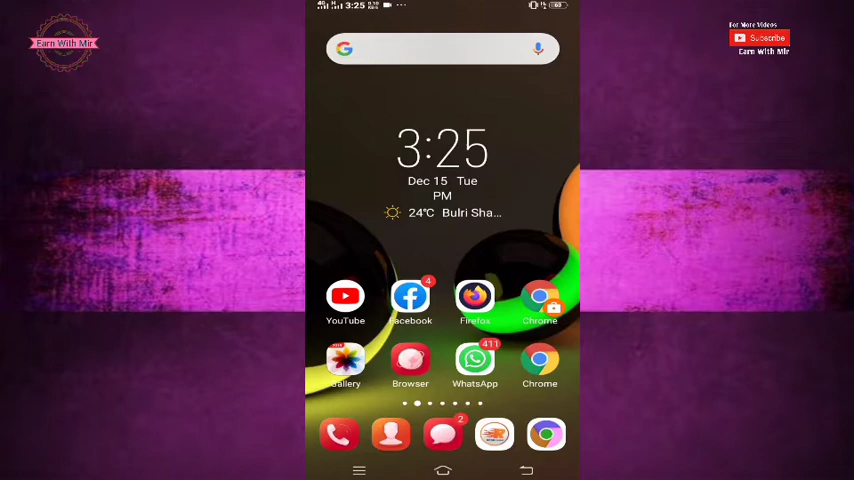 Earn With Mir
For More Videos
Subscribe
Earn With Mir
3:25
3:25
Dec 15 Tue
PM
24°C Bulri Sha...
4
YouTube Facebook Firefox Chrome
411
Gallery Browser WhatsApp Chrome
2